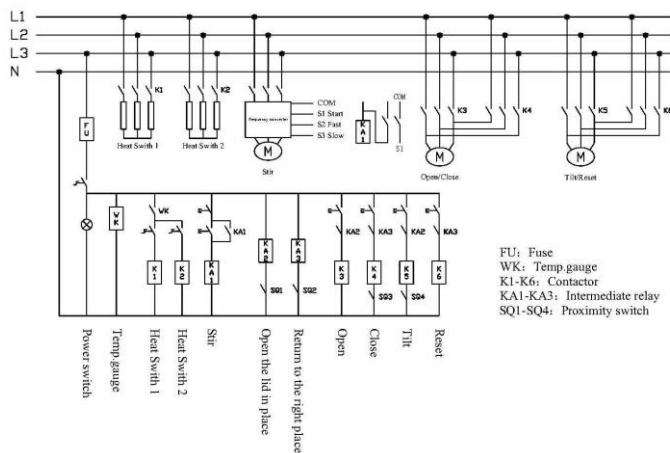 L1
L2
L3
N
FU
K1
K2
Heat Swith 1
Heat Swith 2
Frequency converter
COM
S1 Start
S2 Fast
S3 Slow
M
Stir
KA1
COM
S1
K3
K4
M
Open/Close
K5
K6
M
Tilt/Reset
WK
WK
K1
K2
KA1
KA1
KA2
SQ1
KA3
SQ2
KA2
K3
KA3
K4
SQ3
KA2
K5
SQ4
KA3
K6
FU: Fuse
WK: Temp.gauge
K1-K6: Contactor
KA1-KA3: Intermediate relay
SQ1-SQ4: Proximity switch
Power switch
Temp.gauge
Heat Swith 1
Heat Swith 2
Stir
Open the lid in place
Return to the right place
Open
Close
Tilt
Reset